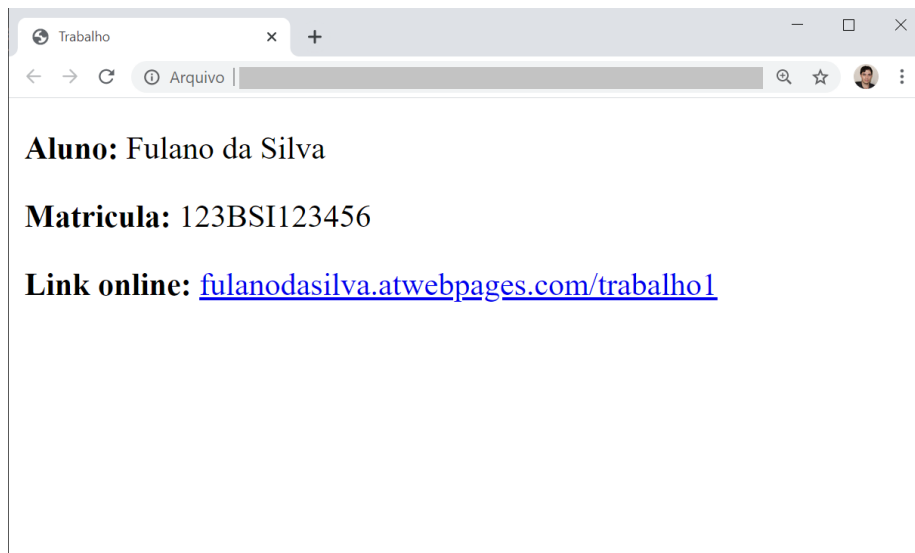 Trabalho
Arquivo
Aluno: Fulano da Silva
Matricula: 123BSI123456
Link online: fulanodasilva.atwebpages.com/trabalho1